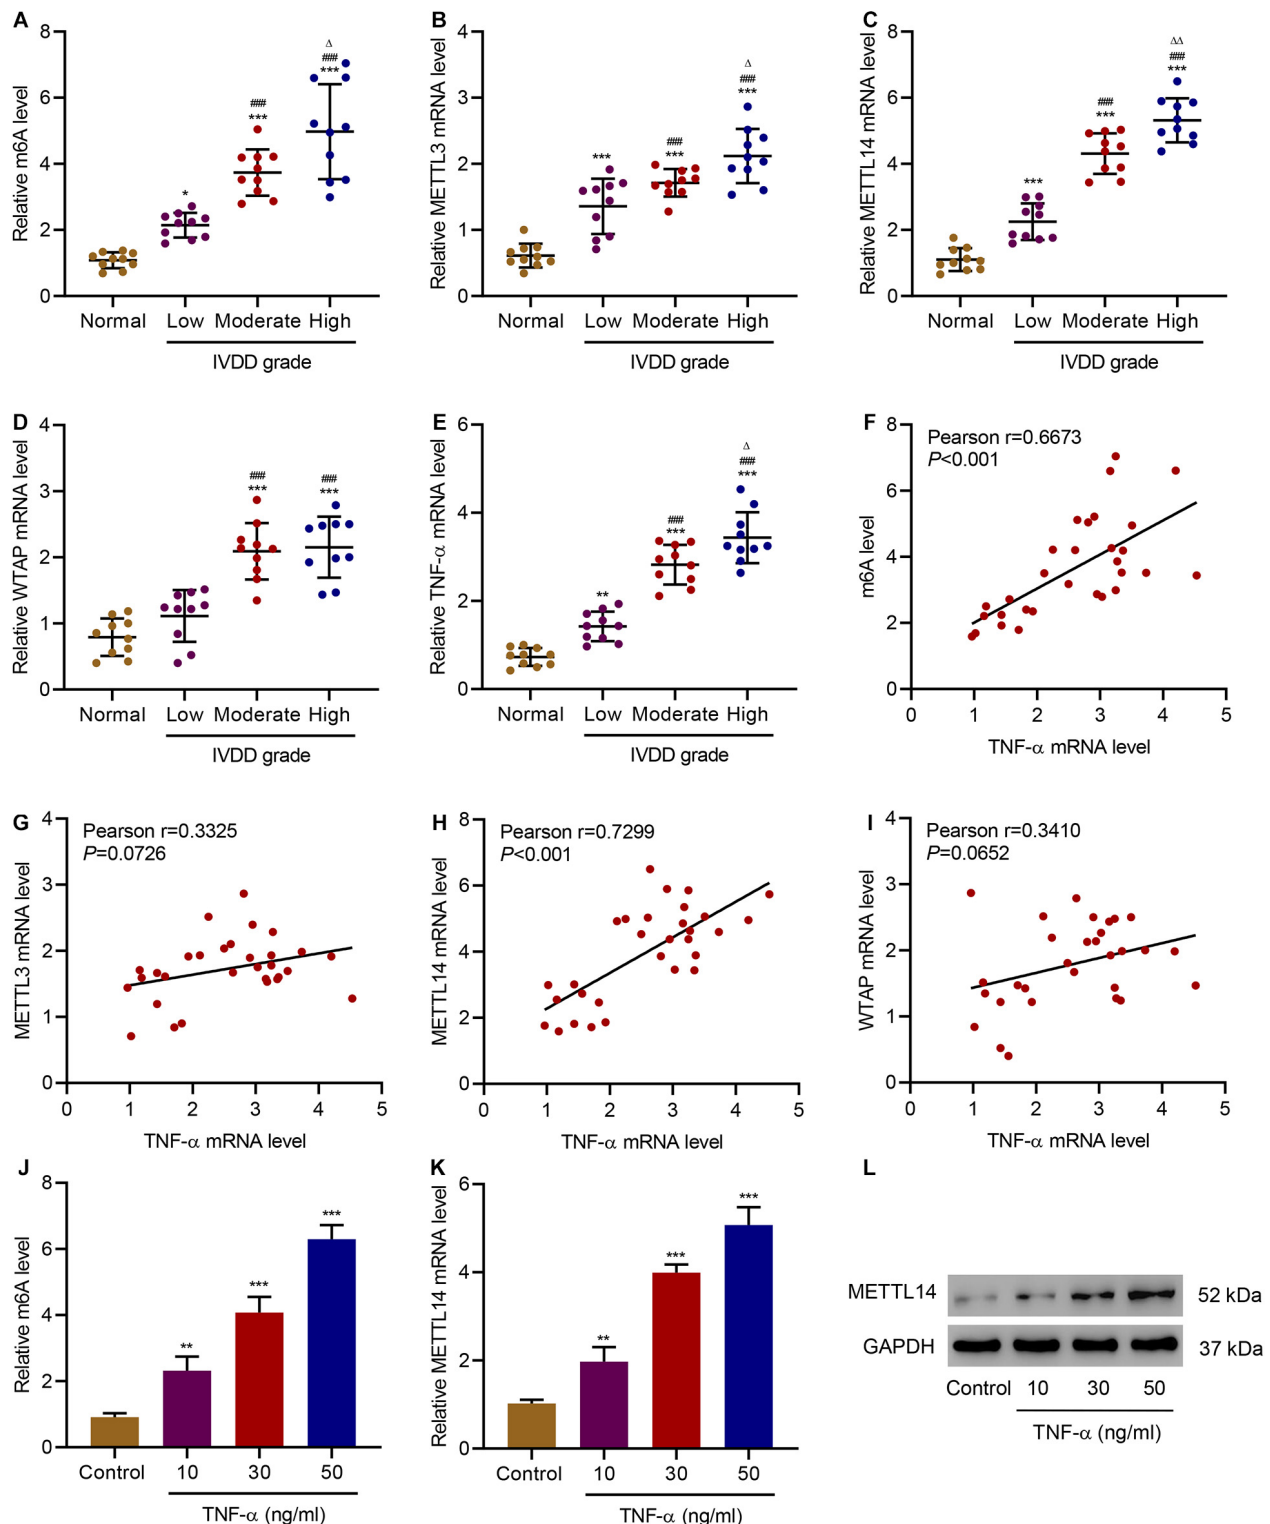 A
Relative m6A level
8
6
4
2
0
*
###
***
Δ
###
***
Normal Low Moderate High
IVDD grade
B
Relative METTL3 mRNA level
4
3
2
1
0
***
###
***
Δ
###
***
Normal Low Moderate High
IVDD grade
C
Relative METTL14 mRNA level
8
6
4
2
0
***
###
***
ΔΔ
###
***
Normal Low Moderate High
IVDD grade
D
Relative WTAP mRNA level
4
3
2
1
0
###
***
###
***
Normal Low Moderate High
IVDD grade
E
Relative TNF-α mRNA level
6
4
2
0
**
###
***
Δ
###
***
Normal Low Moderate High
IVDD grade
F
Pearson r=0.6673
P<0.001
m6A level
8
6
4
2
0
0 1 2 3 4 5
TNF-α mRNA level
G
Pearson r=0.3325
P=0.0726
METTL3 mRNA level
4
3
2
1
0
0 1 2 3 4 5
TNF-α mRNA level
H
Pearson r=0.7299
P<0.001
METTL14 mRNA level
8
6
4
2
0
0 1 2 3 4 5
TNF-α mRNA level
I
Pearson r=0.3410
P=0.0652
WTAP mRNA level
4
3
2
1
0
0 1 2 3 4 5
TNF-α mRNA level
J
Relative m6A level
8
6
4
2
0
**
***
***
Control 10 30 50
TNF-α (ng/ml)
K
Relative METTL14 mRNA level
6
4
2
0
**
***
***
Control 10 30 50
TNF-α (ng/ml)
L
METTL14 52 kDa
GAPDH 37 kDa
Control 10 30 50
TNF-α (ng/ml)